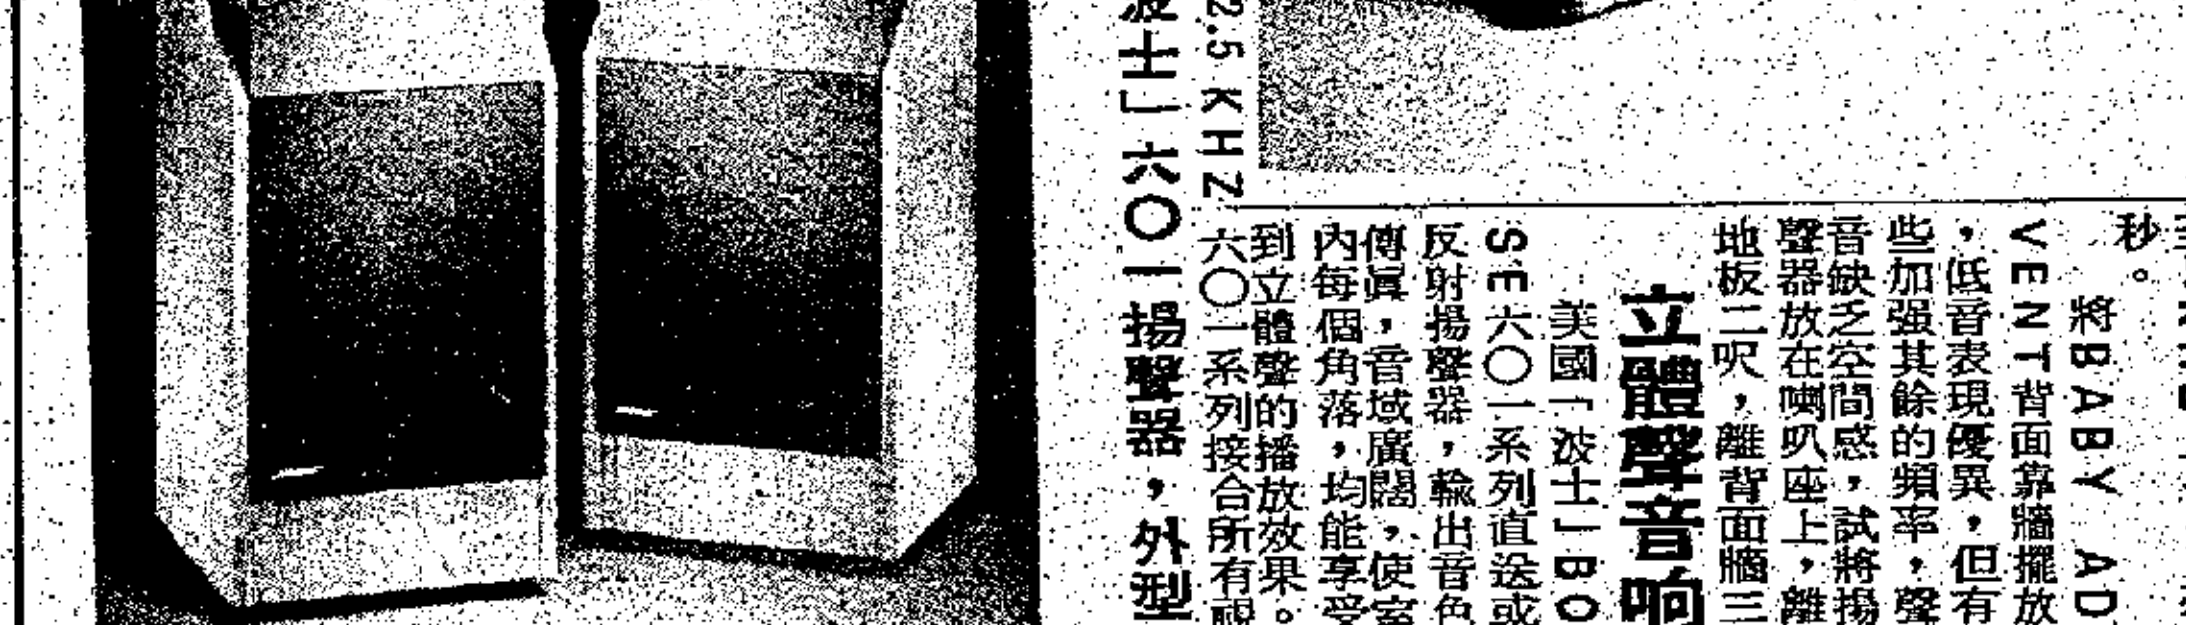 秒。
將BABY AD
VENT背面靠牆擺放
，低音表現優異，但有
些加强其餘的頻率，聲
音缺乏空間感，試將揚
聲器放在喇叭座上，離
地板二呎，離背面牆三
立體聲音响
美國「波士」BO
SE六〇一系列直送或
反射揚聲器，輸出音色
傳眞，音域廣闊，使室
內每個角落，均能享受
到立體聲的播放效果。
六〇一系列接合所有視
2.5 KHZ
波士」六〇一揚聲器，外型